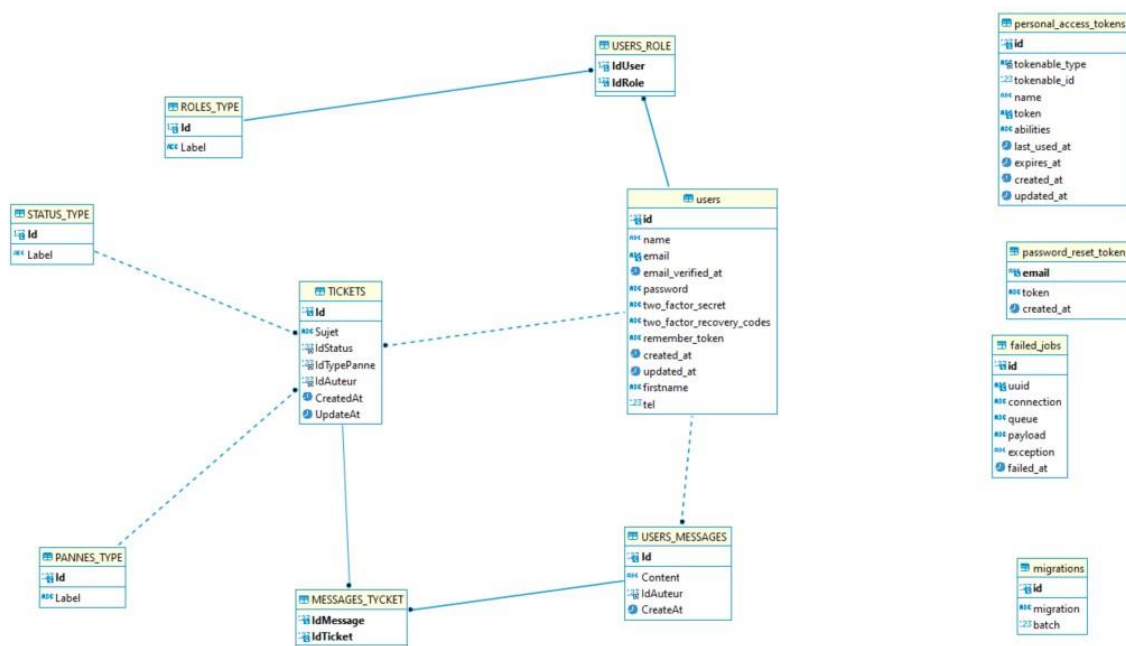 USERS_ROLE
IdUser
IdRole
ROLES_TYPE
Id
Label
STATUS_TYPE
Id
Label
TICKETS
Id
Sujet
IdStatus
IdTypePanne
IdAuteur
CreatedAt
UpdateAt
users
id
name
email
email_verified_at
password
two_factor_secret
two_factor_recovery_codes
remember_token
created_at
updated_at
firstname
tel
PANNES_TYPE
Id
Label
MESSAGES_TYCKET
IdMessage
IdTicket
USERS_MESSAGES
Id
Content
IdAuteur
CreateAt
personal_access_tokens
id
tokenable_type
tokenable_id
name
token
abilities
last_used_at
expires_at
created_at
updated_at
password_reset_token
email
token
created_at
failed_jobs
id
uuid
connection
queue
payload
exception
failed_at
migrations
id
migration
batch